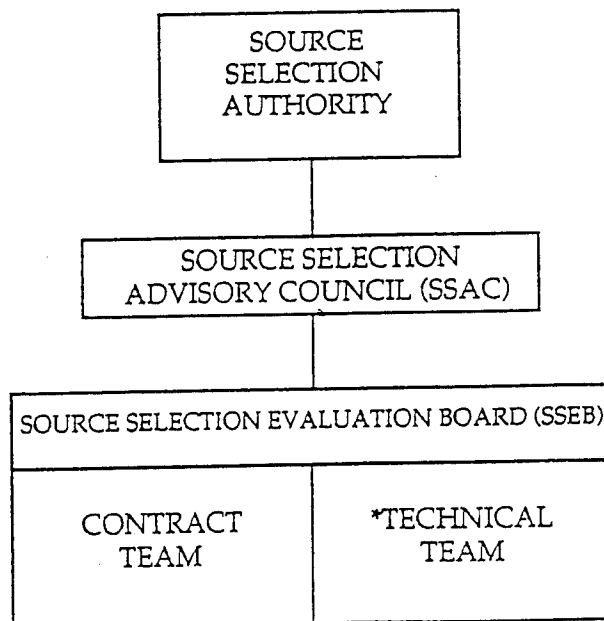 SOURCE
SELECTION
AUTHORITY
SOURCE SELECTION
ADVISORY COUNCIL (SSAC)
SOURCE SELECTION EVALUATION BOARD (SSEB)
CONTRACT
TEAM
*TECHNICAL
TEAM